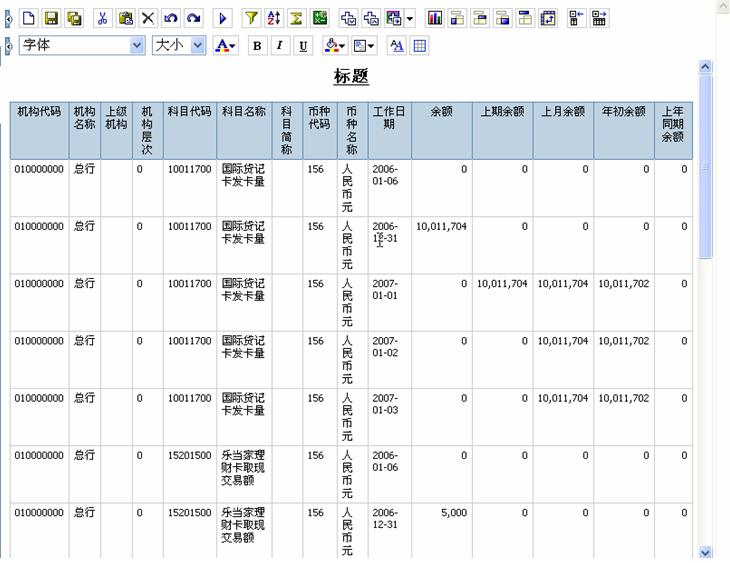 字体 大小 A B I U AA
标题
机构代码 机构名称 上级机构 机构层次 科目代码 科目名称 科目简称 币种代码 币种名称 工作日期 余额 上期余额 上月余额 年初余额 上年同期余额
010000000 总行 0 10011700 国际贷记卡发卡量 156 人民币元 2006-01-06 0 0 0 0 0
010000000 总行 0 10011700 国际贷记卡发卡量 156 人民币元 2006-12-31 10,011,704 0 0 0 0
010000000 总行 0 10011700 国际贷记卡发卡量 156 人民币元 2007-01-01 0 10,011,704 10,011,704 10,011,702 0
010000000 总行 0 10011700 国际贷记卡发卡量 156 人民币元 2007-01-02 0 0 10,011,704 10,011,702 0
010000000 总行 0 10011700 国际贷记卡发卡量 156 人民币元 2007-01-03 0 0 10,011,704 10,011,702 0
010000000 总行 0 15201500 乐当家理财卡取现交易额 156 人民币元 2006-01-06 0 0 0 0 0
010000000 总行 0 15201500 乐当家理财卡取现交易额 156 人民币元 2006-12-31 5,000 0 0 0 0